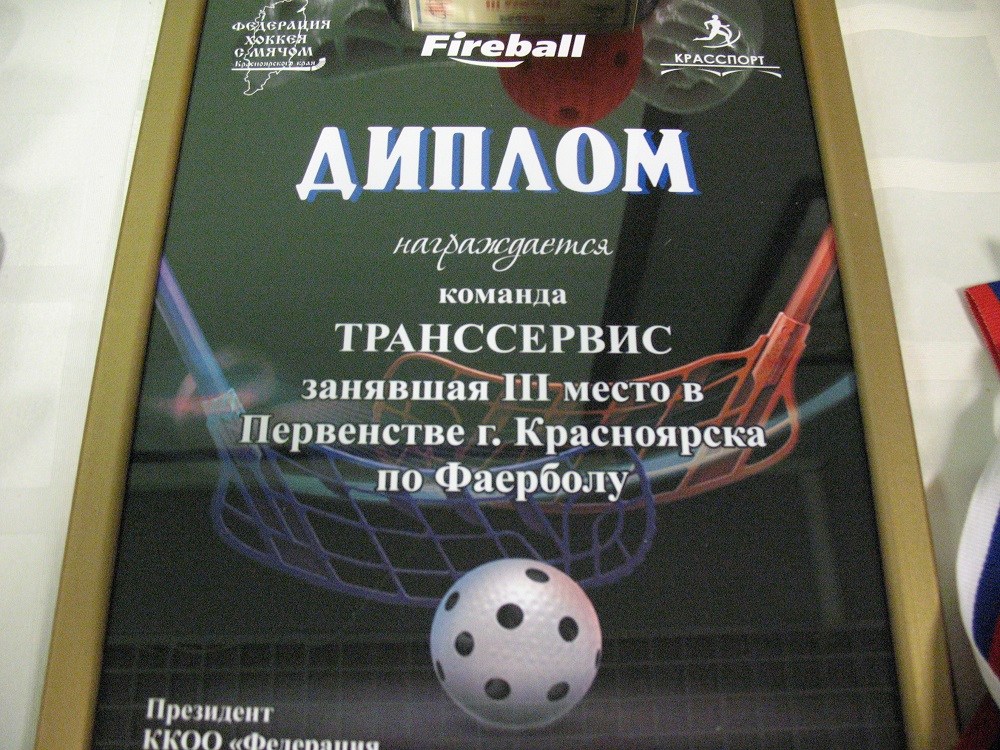 ФЕДЕРАЦИЯ
ХОККЕЯ
С МЯЧОМ
Красноярского края
III
Fireball
КРАССПОРТ
ДИПЛОМ
награждается
команда
ТРАНССЕРВИС
занявшая III место в
Первенстве г. Красноярска
по Фаерболу
Президент
ККОО «Федерация